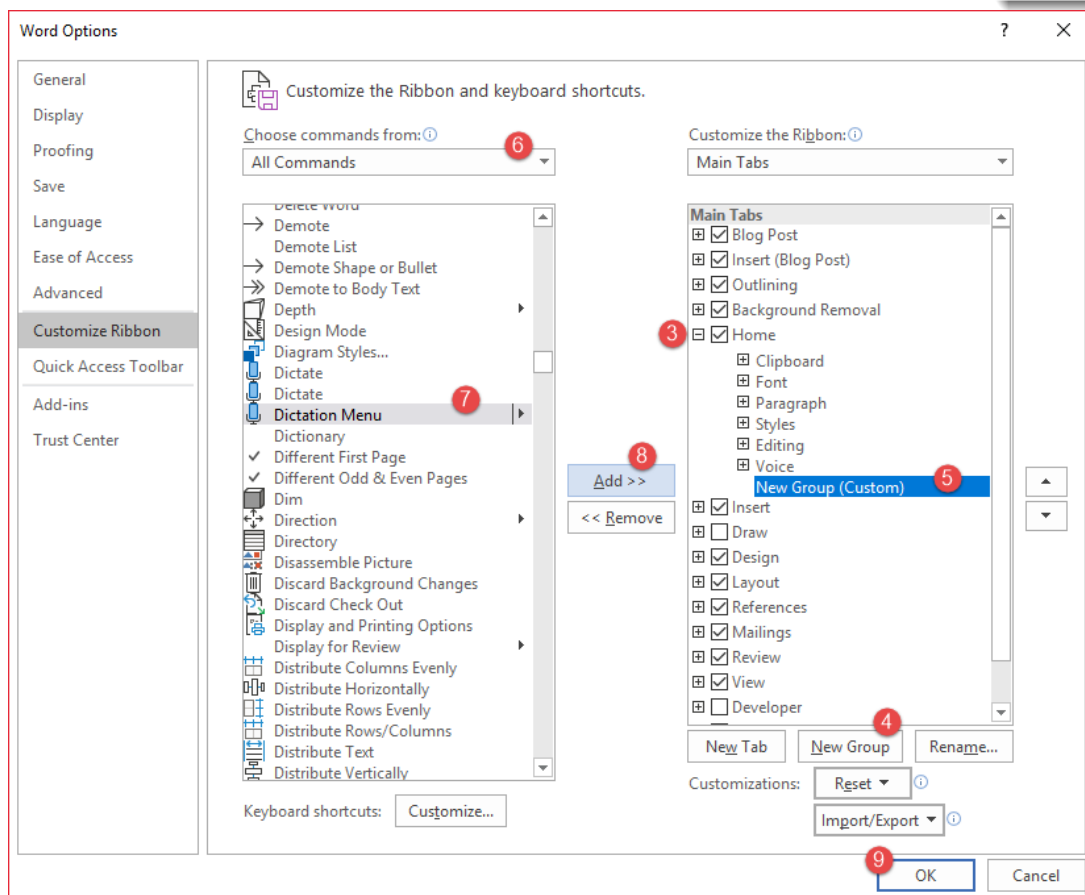 Word Options
?
General
Display
Proofing
Save
Language
Ease of Access
Advanced
Customize Ribbon
Quick Access Toolbar
Add-ins
Trust Center
Customize the Ribbon and keyboard shortcuts.
Choose commands from:
6
All Commands
Delete Word
Demote
Demote List
Demote Shape or Bullet
Demote to Body Text
Depth
Design Mode
Diagram Styles...
Dictate
Dictate
Dictation Menu
7
Dictionary
Different First Page
Different Odd & Even Pages
Dim
Direction
Directory
Disassemble Picture
Discard Background Changes
Discard Check Out
Display and Printing Options
Display for Review
Distribute Columns Evenly
Distribute Horizontally
Distribute Rows Evenly
Distribute Rows/Columns
Distribute Text
Distribute Vertically
Keyboard shortcuts: Customize...
8
Add >>
<< Remove
Customize the Ribbon:
Main Tabs
Main Tabs
Blog Post
Insert (Blog Post)
Outlining
Background Removal
3 Home
Clipboard
Font
Paragraph
Styles
Editing
Voice
New Group (Custom) 5
Insert
Draw
Design
Layout
References
Mailings
Review
View
Developer
4
New Tab New Group Rename...
Customizations: Reset
Import/Export
9
OK Cancel